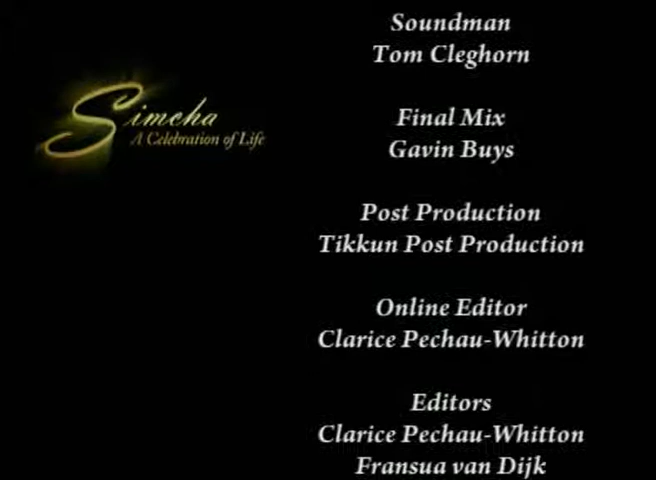 Simcha
A Celebration of Life
Soundman
Tom Cleghorn
Final Mix
Gavin Buys
Post Production
Tikkun Post Production
Online Editor
Clarice Pechau-Whitton
Editors
Clarice Pechau-Whitton
Fransua van Dijk